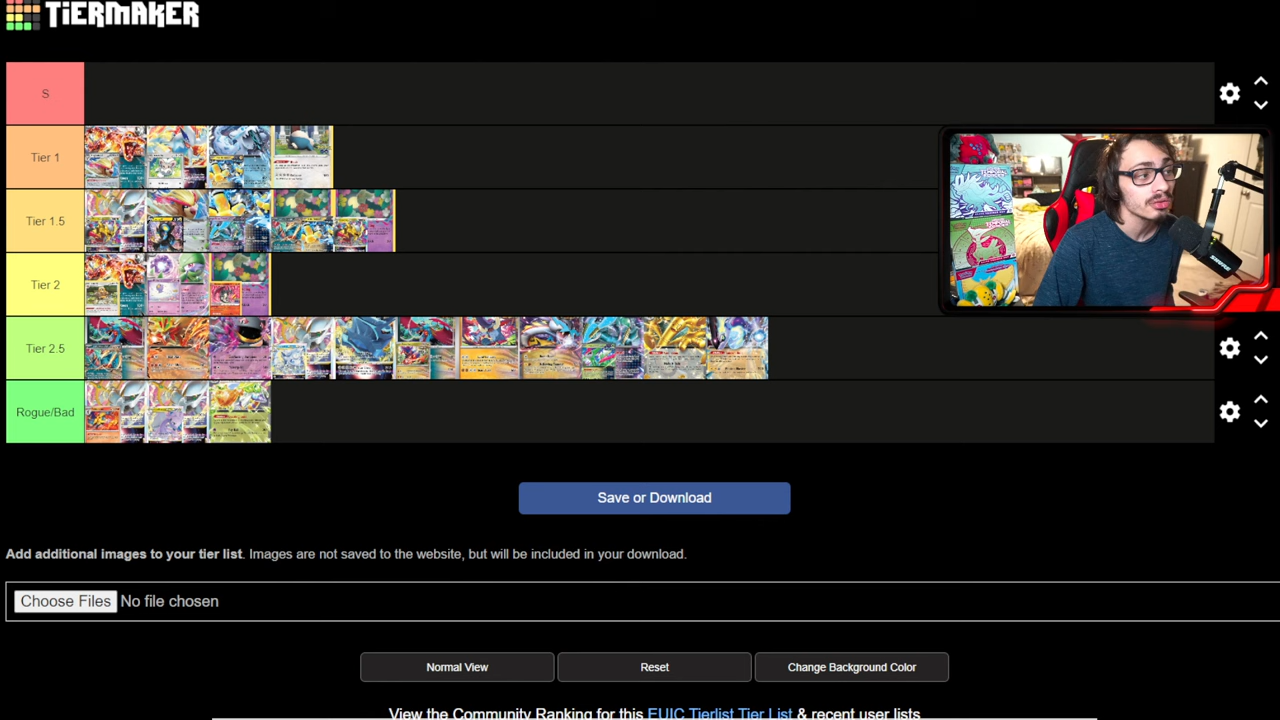 TiERMAKER
S
Tier 1
Tier 1.5
Tier 2
Tier 2.5
Rogue/Bad
Save or Download
Add additional images to your tier list. Images are not saved to the website, but will be included in your download.
Choose Files No file chosen
Normal View Reset Change Background Color
View the Community Ranking for this EUIC Tierlist Tier List & recent user lists